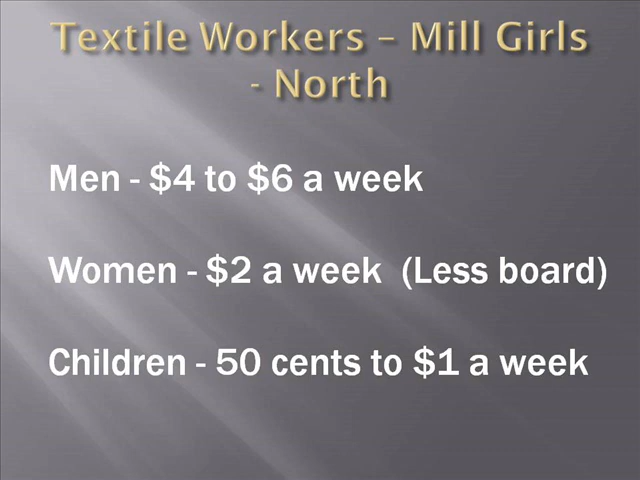 Textile Workers – Mill Girls
- North
Men - $4 to $6 a week
Women - $2 a week (Less board)
Children - 50 cents to $1 a week